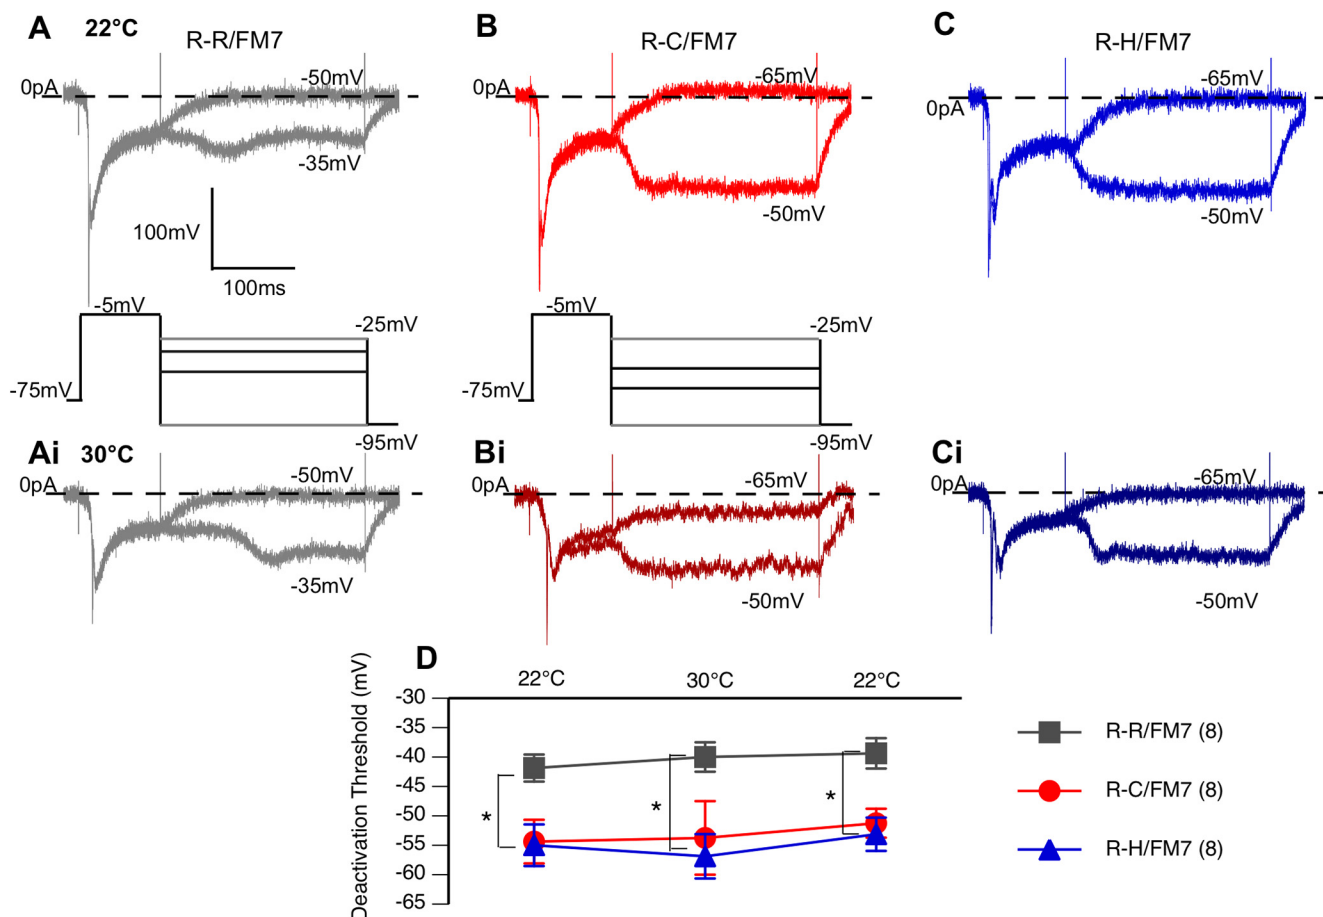 A 22°C
R-R/FM7
0pA
-50mV
-35mV
100mV
100ms
B
R-C/FM7
0pA
-65mV
-50mV
C
R-H/FM7
0pA
-65mV
-50mV
-5mV
-25mV
-75mV
-95mV
-5mV
-25mV
-75mV
-95mV
Ai 30°C
0pA
-50mV
-35mV
Bi
0pA
-65mV
-50mV
Ci
0pA
-65mV
-50mV
D
22°C 30°C 22°C
Deactivation Threshold (mV)
-30
-35
-40
-45
-50
-55
-60
-65
*
*
*
R-R/FM7 (8)
R-C/FM7 (8)
R-H/FM7 (8)